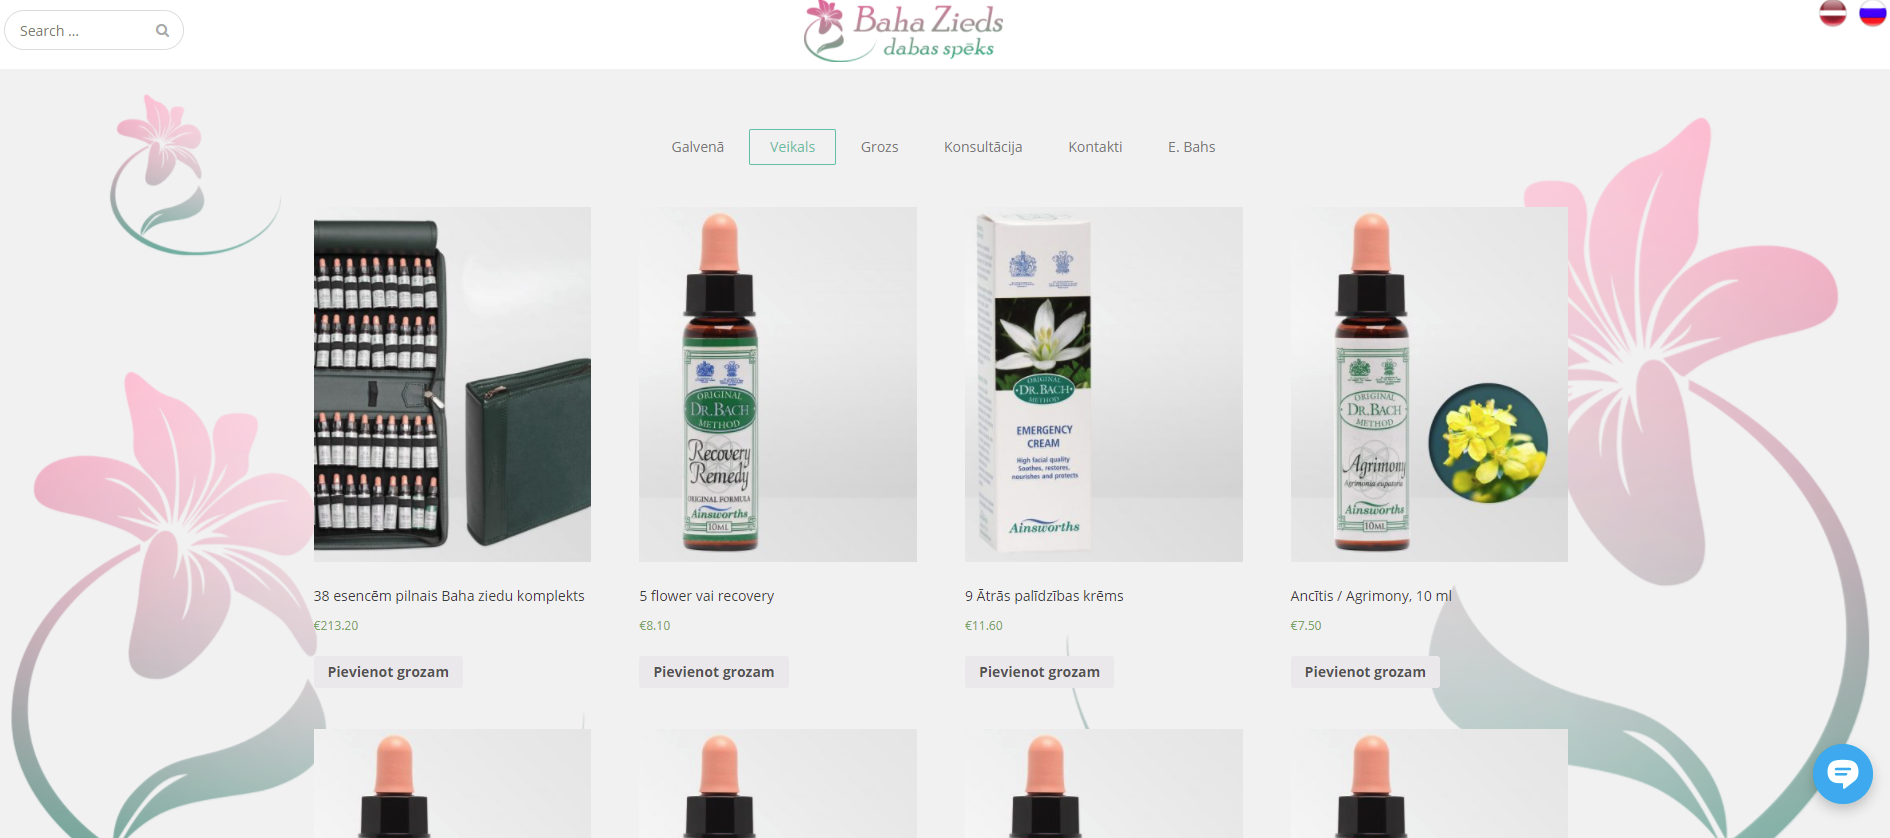 Search ...
Baha Zieds
dabas spēks
Galvenā Veikals Grozs Konsultācija Kontakti E. Bahs
ORIGINAL
DR.BACH
METHOD
Recovery
Remedy
ORIGINAL FORMULA
Ainsworths
10ML
ORIGINAL
DR.BACH
METHOD
EMERGENCY
CREAM
High facial quality
Soothes, restores,
nourishes and protects
Ainsworths
ORIGINAL
DR.BACH
METHOD
Agrimony
Ainsworths
10ML
38 esencēm pilnais Baha ziedu komplekts
€213.20
Pievienot grozam
5 flower vai recovery
€8.10
Pievienot grozam
9 Ātrās palīdzības krēms
€11.60
Pievienot grozam
Ancītis / Agrimony, 10 ml
€7.50
Pievienot grozam